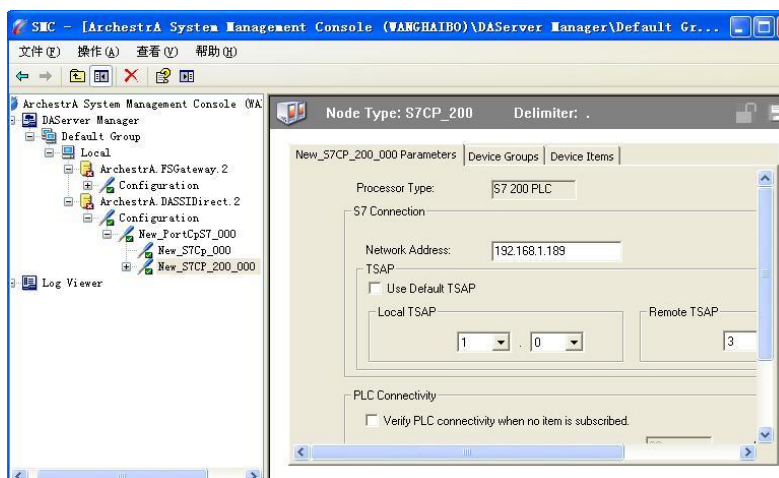 SMC - [ArchestrA System Management Console (WANGHAIBO)\DAServer Manager\Default Gr...
文件(F) 操作(A) 查看(V) 帮助(H)
ArchestrA System Management Console (WA
DAServer Manager
Default Group
Local
ArchestrA.FSGateway.2
Configuration
ArchestrA.DASSIDirect.2
Configuration
New_PortCpS7_000
New_S7Cp_000
New_S7CP_200_000
Log Viewer
Node Type: S7CP_200 Delimiter: .
New_S7CP_200_000 Parameters Device Groups Device Items
Processor Type: S7 200 PLC
S7 Connection
Network Address: 192.168.1.189
TSAP
Use Default TSAP
Local TSAP Remote TSAP
1 . 0 3
PLC Connectivity
Verify PLC connectivity when no item is subscribed.